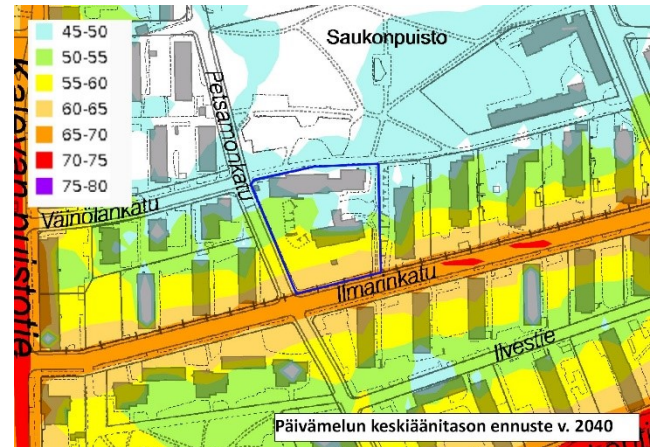 45-50
50-55
55-60
60-65
65-70
70-75
75-80
Saukonpuisto
Petsamonkatu
Väinölänkatu
Kalevan puistotie
Ilmarinkatu
Ilvestie
Päivämelun keskiäänitason ennuste v. 2040